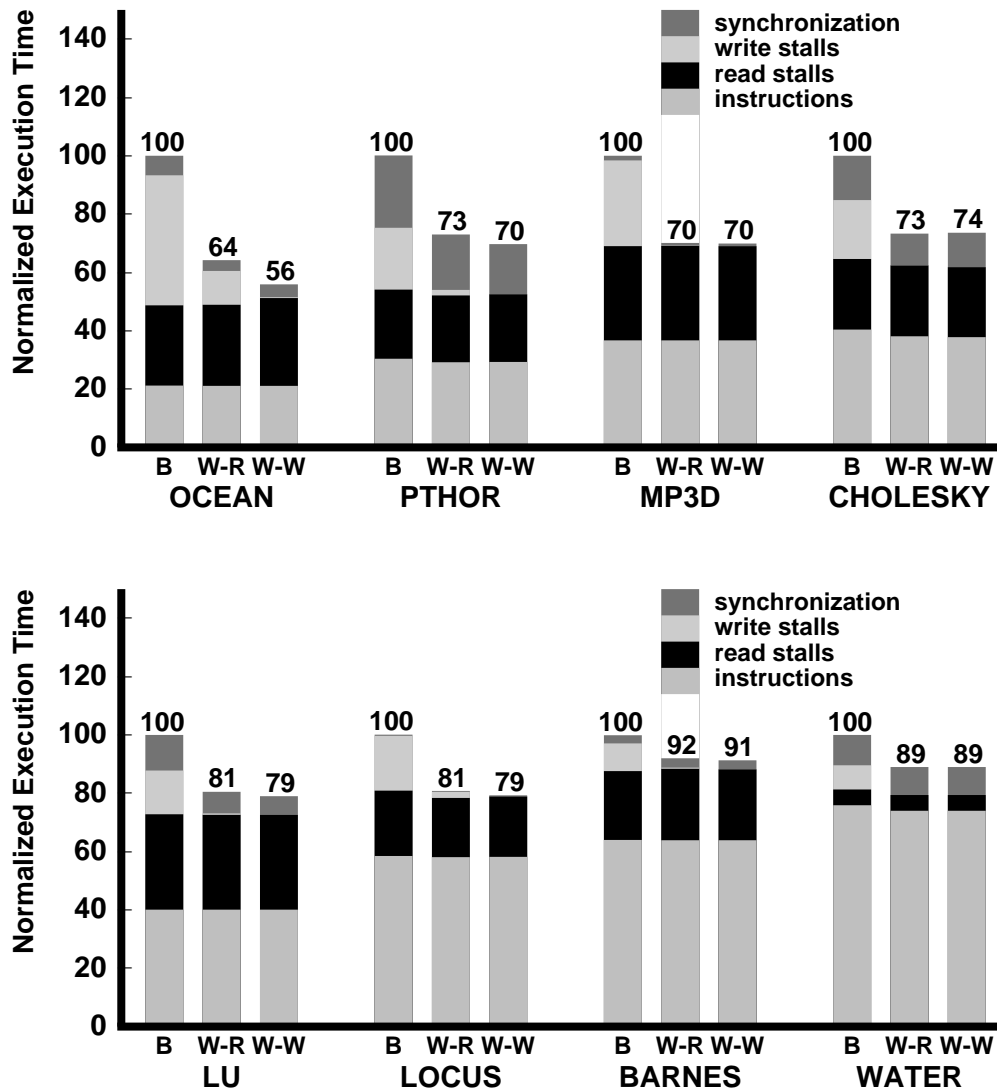 Normalized Execution Time
140
120
100
80
60
40
20
0
synchronization
write stalls
read stalls
instructions
100 64 56
100 73 70
100 70 70
100 73 74
B W-R W-W B W-R W-W B W-R W-W B W-R W-W
OCEAN PTHOR MP3D CHOLESKY
Normalized Execution Time
140
120
100
80
60
40
20
0
synchronization
write stalls
read stalls
instructions
100 81 79
100 81 79
100 92 91
100 89 89
B W-R W-W B W-R W-W B W-R W-W B W-R W-W
LU LOCUS BARNES WATER